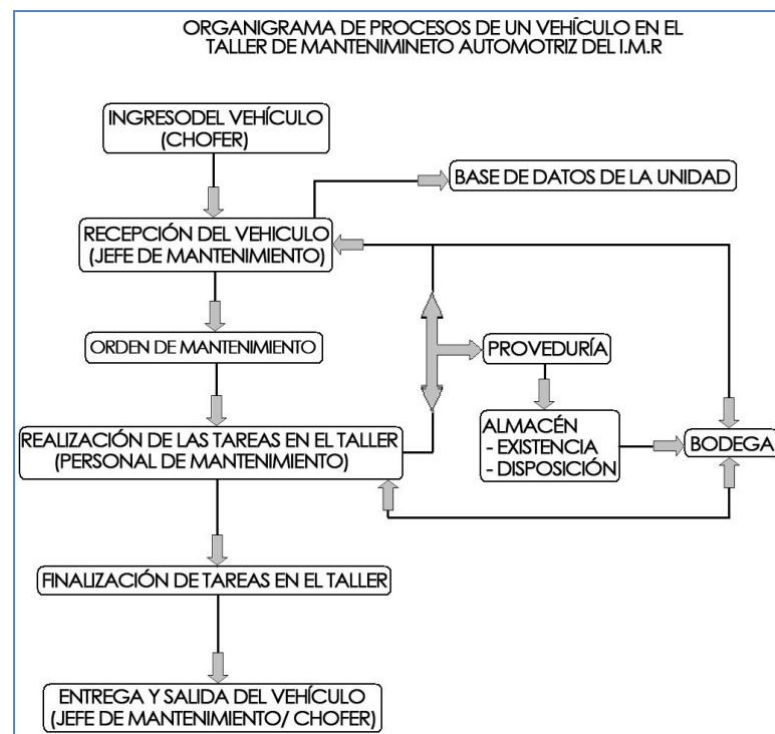 ORGANIGRAMA DE PROCESOS DE UN VEHÍCULO EN EL
TALLER DE MANTENIMINETO AUTOMOTRIZ DEL I.M.R
INGRESODEL VEHÍCULO
(CHOFER)
BASE DE DATOS DE LA UNIDAD
RECEPCIÓN DEL VEHICULO
(JEFE DE MANTENIMIENTO)
ORDEN DE MANTENIMIENTO
PROVEDURÍA
REALIZACIÓN DE LAS TAREAS EN EL TALLER
(PERSONAL DE MANTENIMIENTO)
ALMACÉN
- EXISTENCIA
- DISPOSICIÓN
BODEGA
FINALIZACIÓN DE TAREAS EN EL TALLER
ENTREGA Y SALIDA DEL VEHÍCULO
(JEFE DE MANTENIMIENTO/ CHOFER)